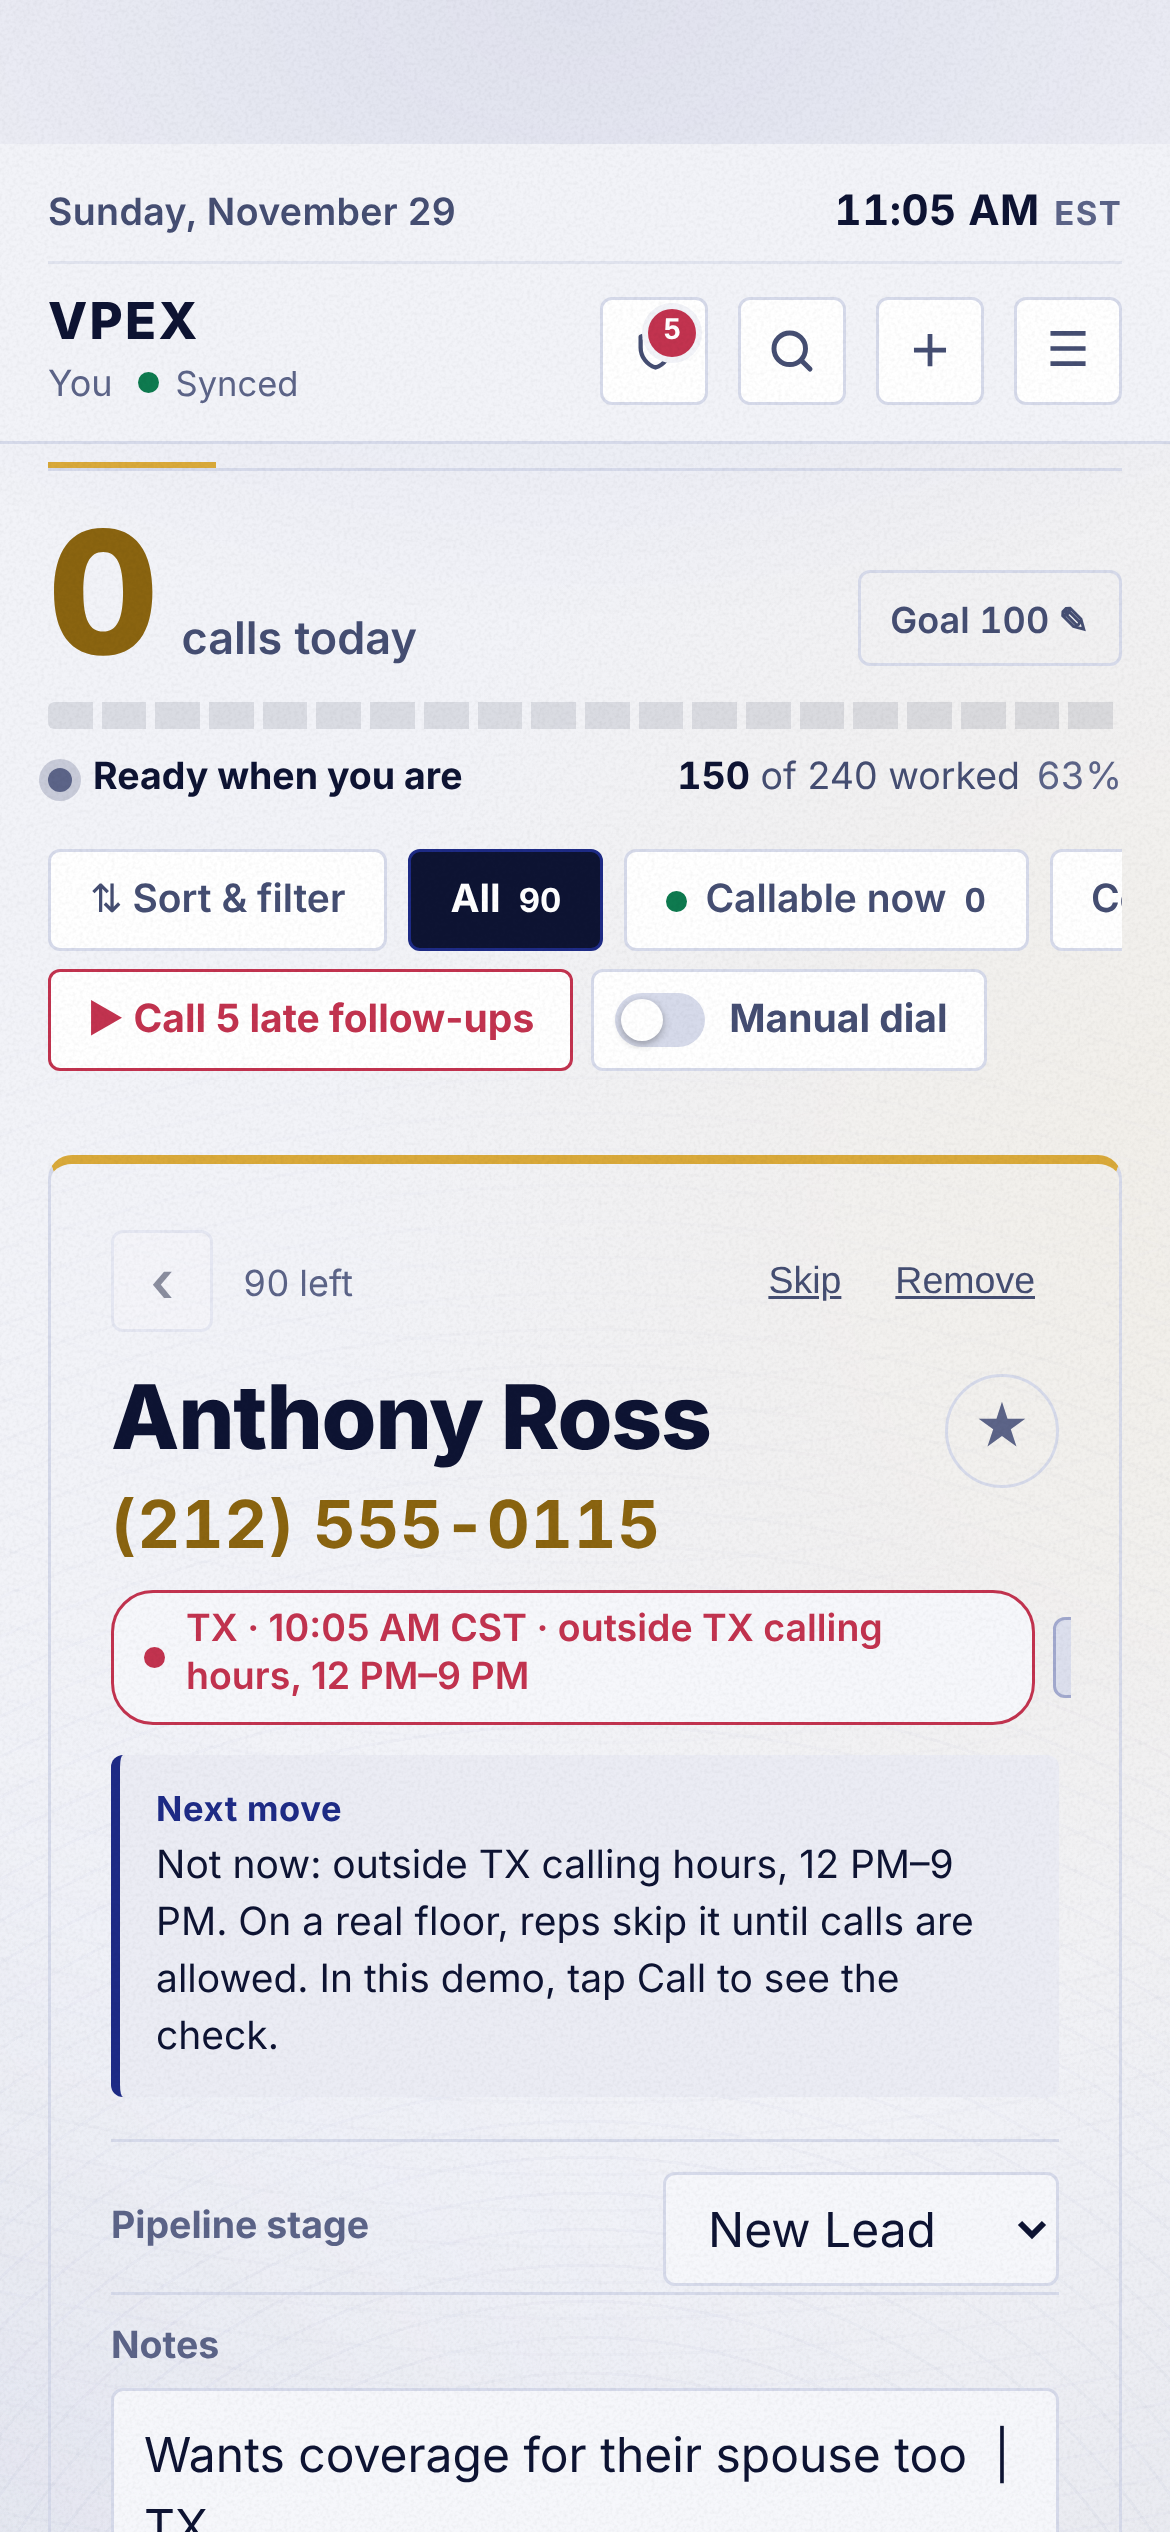 Sunday, November 29
11:05 AM EST
VPEX
5
You Synced
0 calls today
Goal 100 ✎
Ready when you are
150 of 240 worked 63%
⇅ Sort & filter
All 90
Callable now 0
▶ Call 5 late follow-ups
Manual dial
‹
90 left
Skip
Remove
Anthony Ross
★
(212) 555-0115
TX · 10:05 AM CST · outside TX calling
hours, 12 PM–9 PM
Next move
Not now: outside TX calling hours, 12 PM–9
PM. On a real floor, reps skip it until calls are
allowed. In this demo, tap Call to see the
check.
Pipeline stage
New Lead
Notes
Wants coverage for their spouse too |
TX